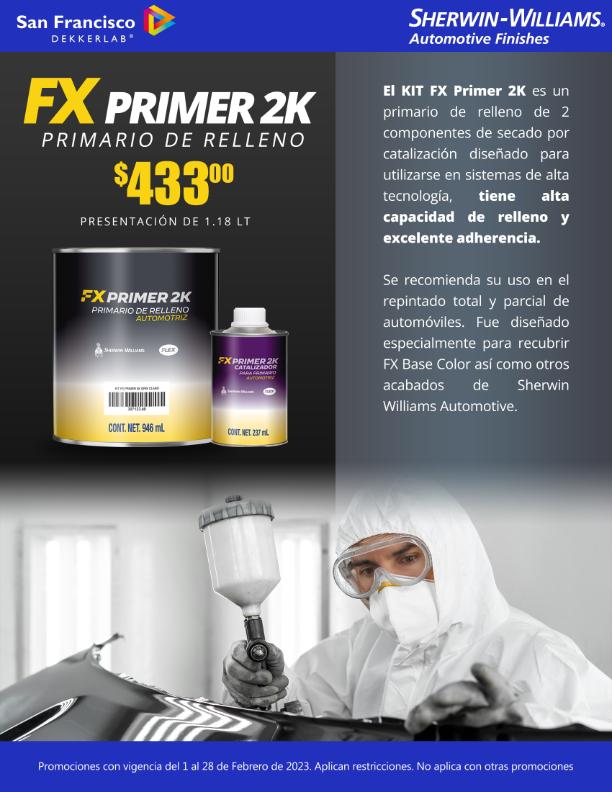 San Francisco
DEKKERLAB®
SHERWIN-WILLIAMS®
Automotive Finishes
FX PRIMER 2K
PRIMARIO DE RELLENO
$433⁰⁰
PRESENTACIÓN DE 1.18 LT
El KIT FX Primer 2K es un
primario de relleno de 2
componentes de secado por
catalización diseñado para
utilizarse en sistemas de alta
tecnología, tiene alta
capacidad de relleno y
excelente adherencia.
Se recomienda su uso en el
repintado total y parcial de
automóviles. Fue diseñado
especialmente para recubrir
FX Base Color así como otros
acabados de Sherwin
Williams Automotive.
FX PRIMER 2K
PRIMARIO DE RELLENO
AUTOMOTRIZ
SHERWIN WILLIAMS
FLEX
CONT. NET. 946 mL
FX PRIMER 2K
CATALIZADOR
PARA PRIMARIO
AUTOMOTRIZ
CONT. NET. 237 mL
Promociones con vigencia del 1 al 28 de Febrero de 2023. Aplican restricciones. No aplica con otras promociones